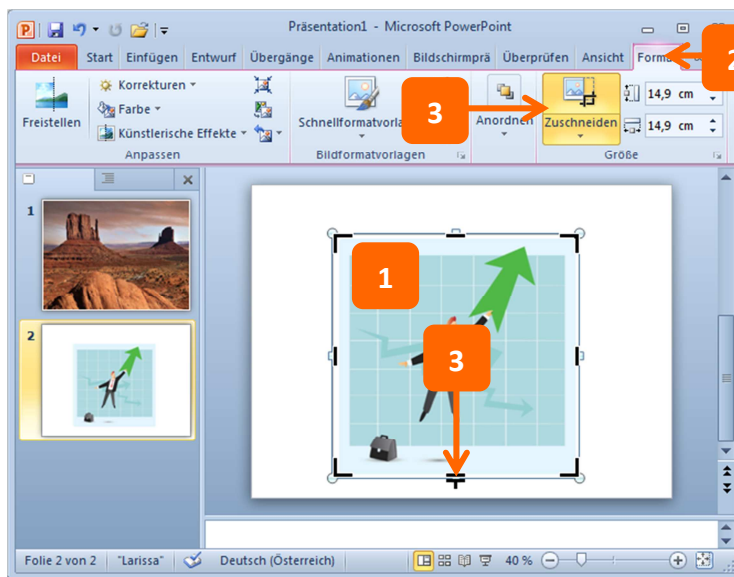 Präsentation1 - Microsoft PowerPoint
Datei Start Einfügen Entwurf Übergänge Animationen Bildschirmprä Überprüfen Ansicht Forma 2
Freistellen
Korrekturen
Farbe
Künstlerische Effekte
Anpassen
Schnellformatvorla
Bildformatvorlagen
3
Anordnen
Zuschneiden
14,9 cm
14,9 cm
Größe
1
2
1
3
Folie 2 von 2 "Larissa" Deutsch (Österreich) 40 %